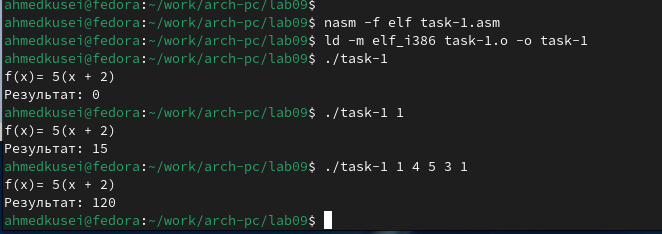 ahmedkusei@fedora:~/work/arch-pc/lab09$
ahmedkusei@fedora:~/work/arch-pc/lab09$ nasm -f elf task-1.asm
ahmedkusei@fedora:~/work/arch-pc/lab09$ ld -m elf_i386 task-1.o -o task-1
ahmedkusei@fedora:~/work/arch-pc/lab09$ ./task-1
f(x)= 5(x + 2)
Результат: 0
ahmedkusei@fedora:~/work/arch-pc/lab09$ ./task-1 1
f(x)= 5(x + 2)
Результат: 15
ahmedkusei@fedora:~/work/arch-pc/lab09$ ./task-1 1 4 5 3 1
f(x)= 5(x + 2)
Результат: 120
ahmedkusei@fedora:~/work/arch-pc/lab09$